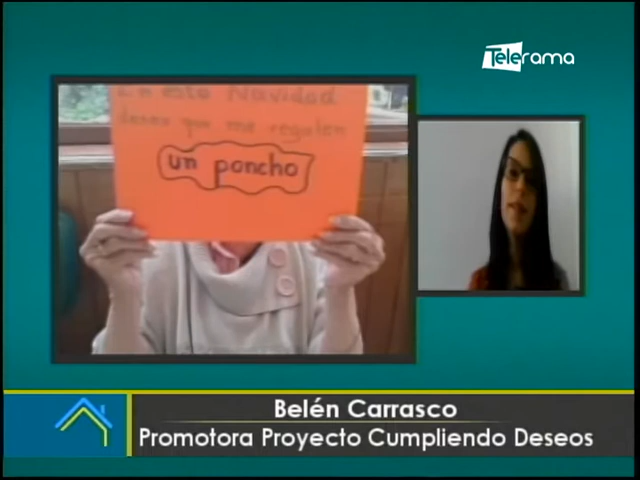 Telerama
En esta Navidad
deseo que me regalen
un poncho
Belén Carrasco
Promotora Proyecto Cumpliendo Deseos